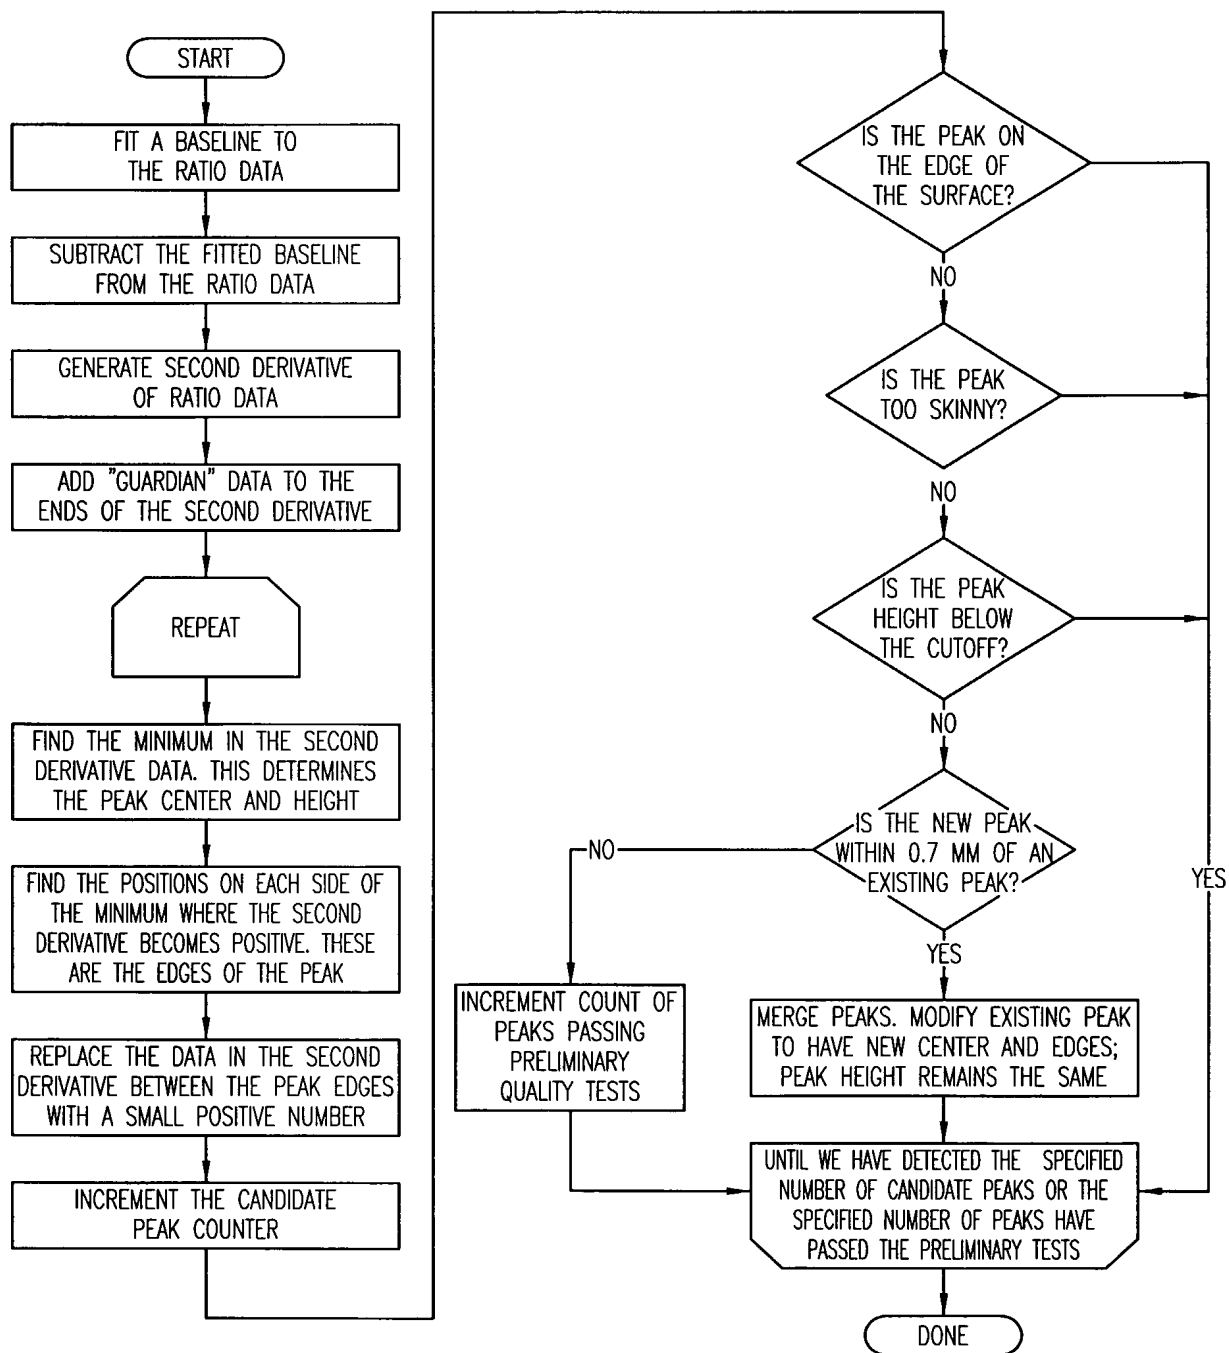 START
FIT A BASELINE TO
THE RATIO DATA
SUBTRACT THE FITTED BASELINE
FROM THE RATIO DATA
GENERATE SECOND DERIVATIVE
OF RATIO DATA
ADD "GUARDIAN" DATA TO THE
ENDS OF THE SECOND DERIVATIVE
REPEAT
FIND THE MINIMUM IN THE SECOND
DERIVATIVE DATA. THIS DETERMINES
THE PEAK CENTER AND HEIGHT
FIND THE POSITIONS ON EACH SIDE OF
THE MINIMUM WHERE THE SECOND
DERIVATIVE BECOMES POSITIVE. THESE
ARE THE EDGES OF THE PEAK
REPLACE THE DATA IN THE SECOND
DERIVATIVE BETWEEN THE PEAK EDGES
WITH A SMALL POSITIVE NUMBER
INCREMENT THE CANDIDATE
PEAK COUNTER
IS THE PEAK ON
THE EDGE OF
THE SURFACE?
NO
IS THE PEAK
TOO SKINNY?
NO
IS THE PEAK
HEIGHT BELOW
THE CUTOFF?
NO
IS THE NEW PEAK
WITHIN 0.7 MM OF AN
EXISTING PEAK?
NO
YES
YES
INCREMENT COUNT OF
PEAKS PASSING
PRELIMINARY
QUALITY TESTS
MERGE PEAKS. MODIFY EXISTING PEAK
TO HAVE NEW CENTER AND EDGES;
PEAK HEIGHT REMAINS THE SAME
UNTIL WE HAVE DETECTED THE SPECIFIED
NUMBER OF CANDIDATE PEAKS OR THE
SPECIFIED NUMBER OF PEAKS HAVE
PASSED THE PRELIMINARY TESTS
DONE